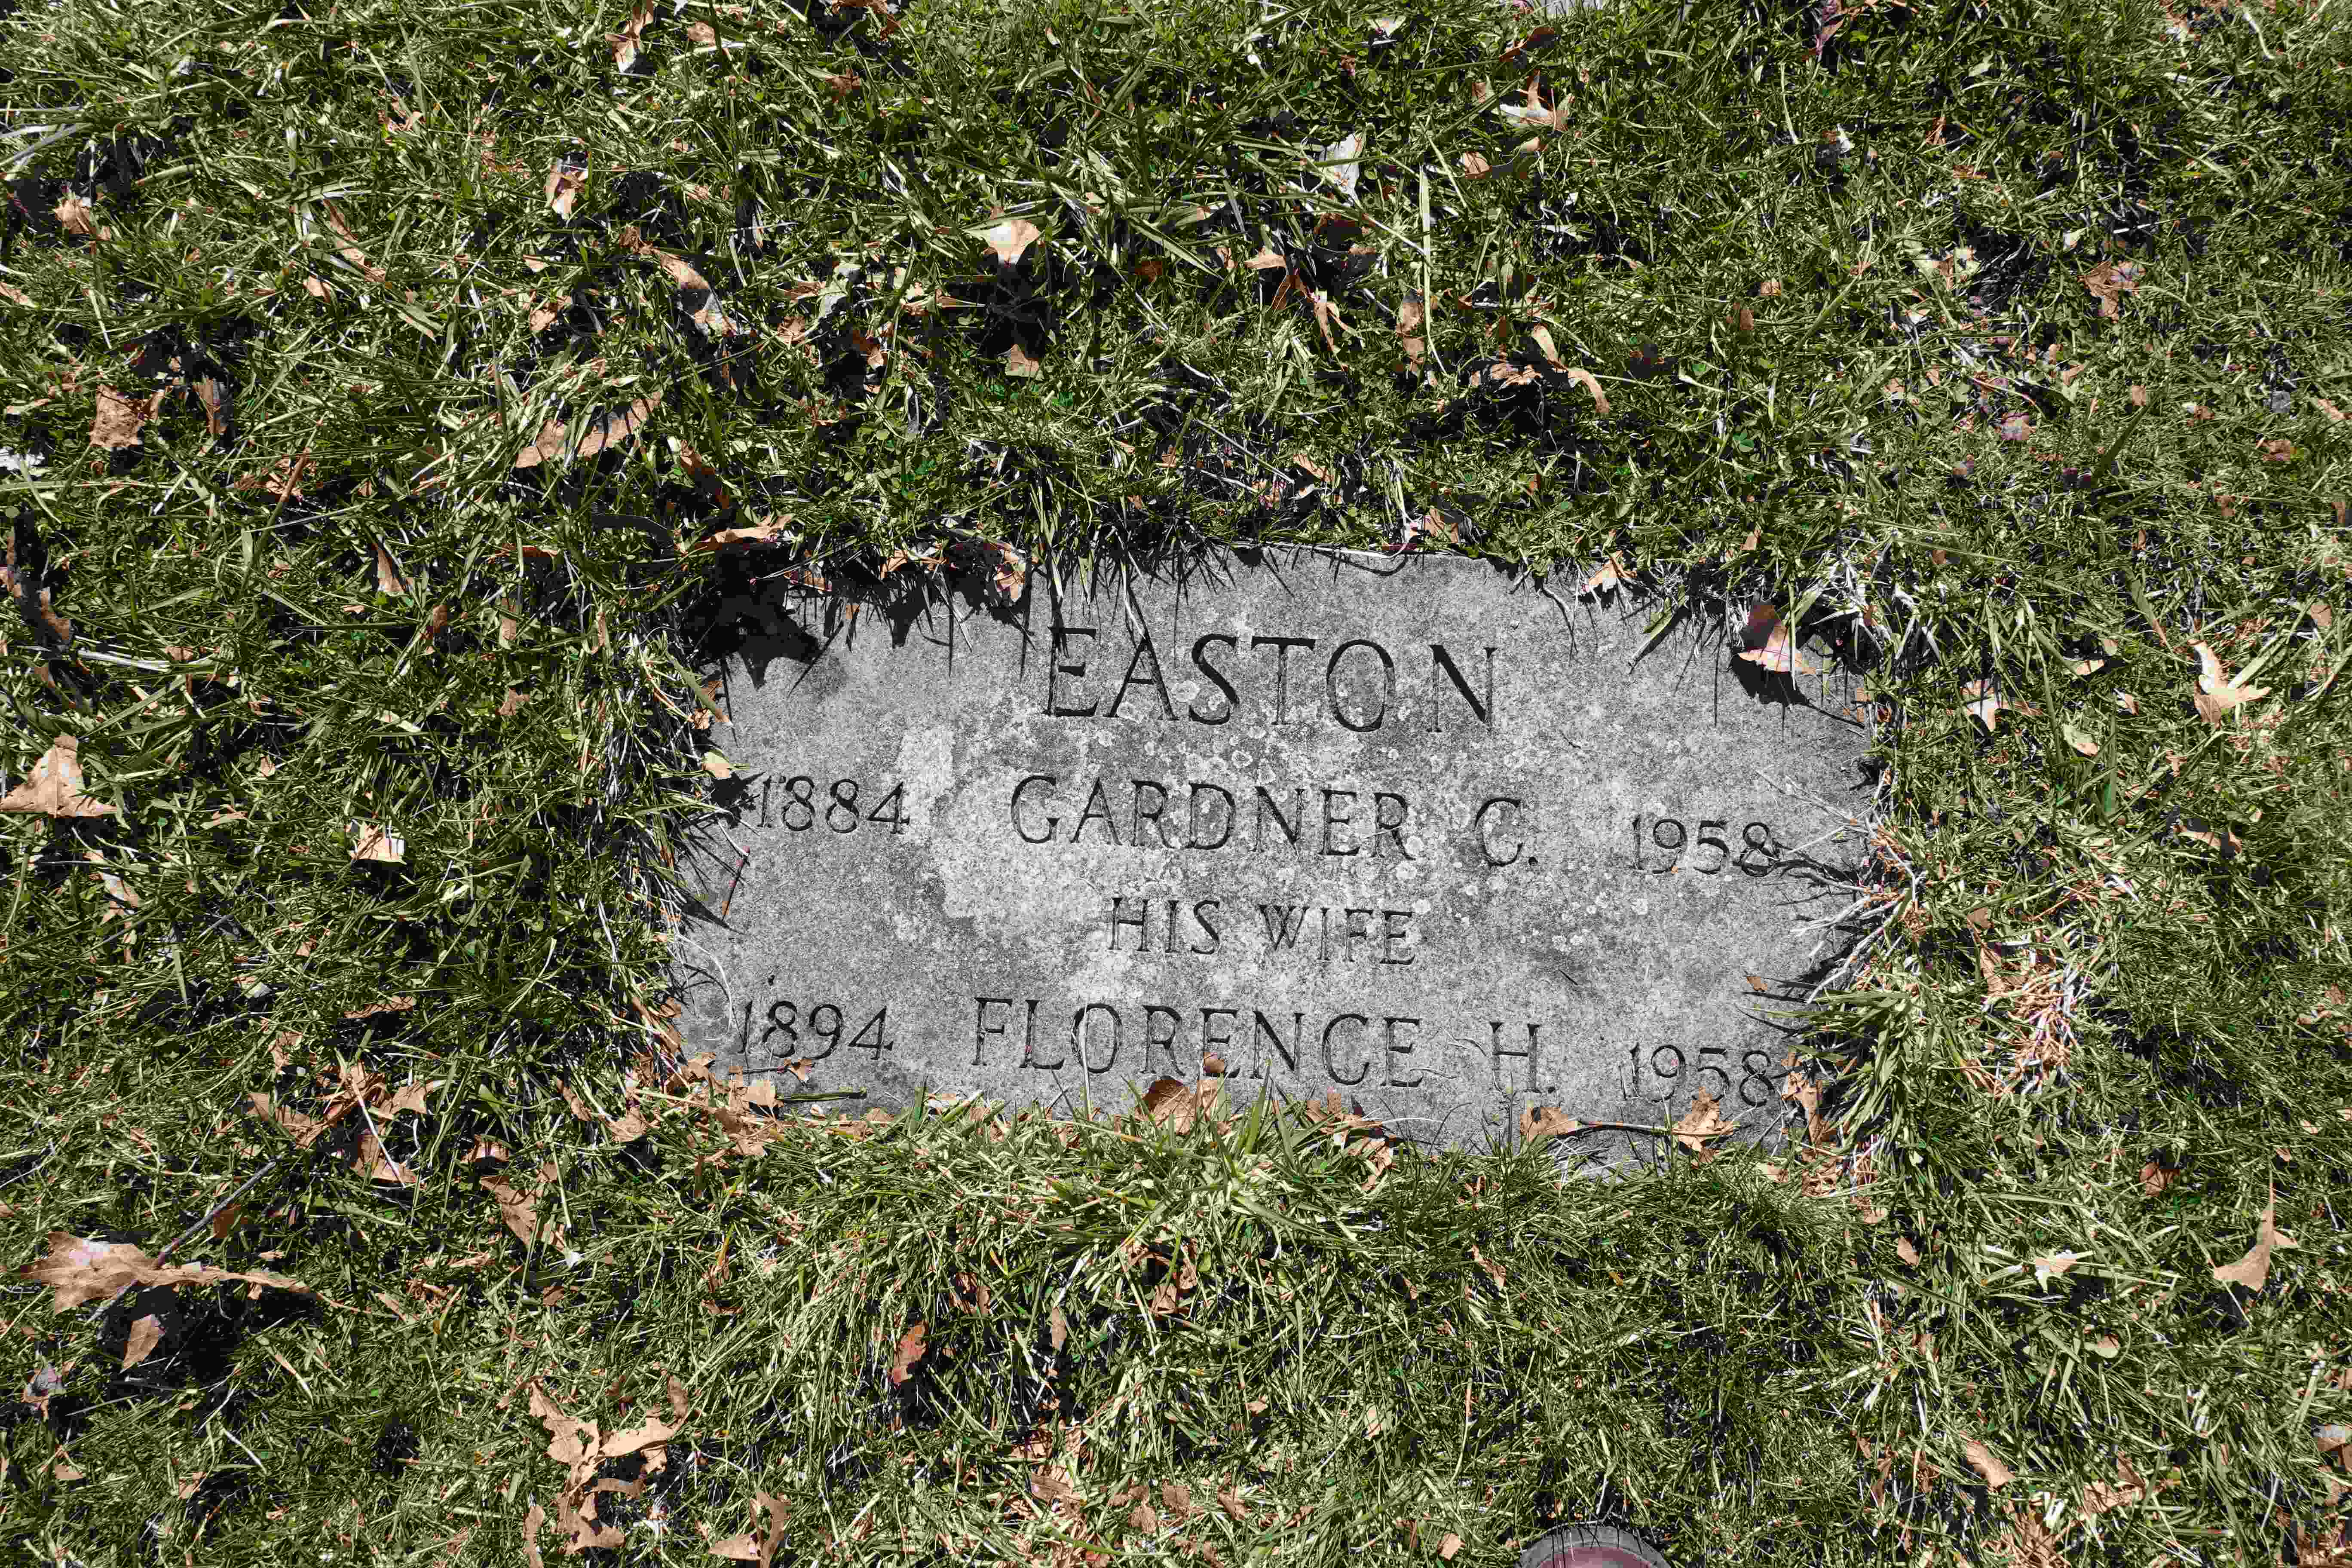 EASTON
1884 GARDNER C. 1958
HIS WIFE
1894 FLORENCE H. 1958